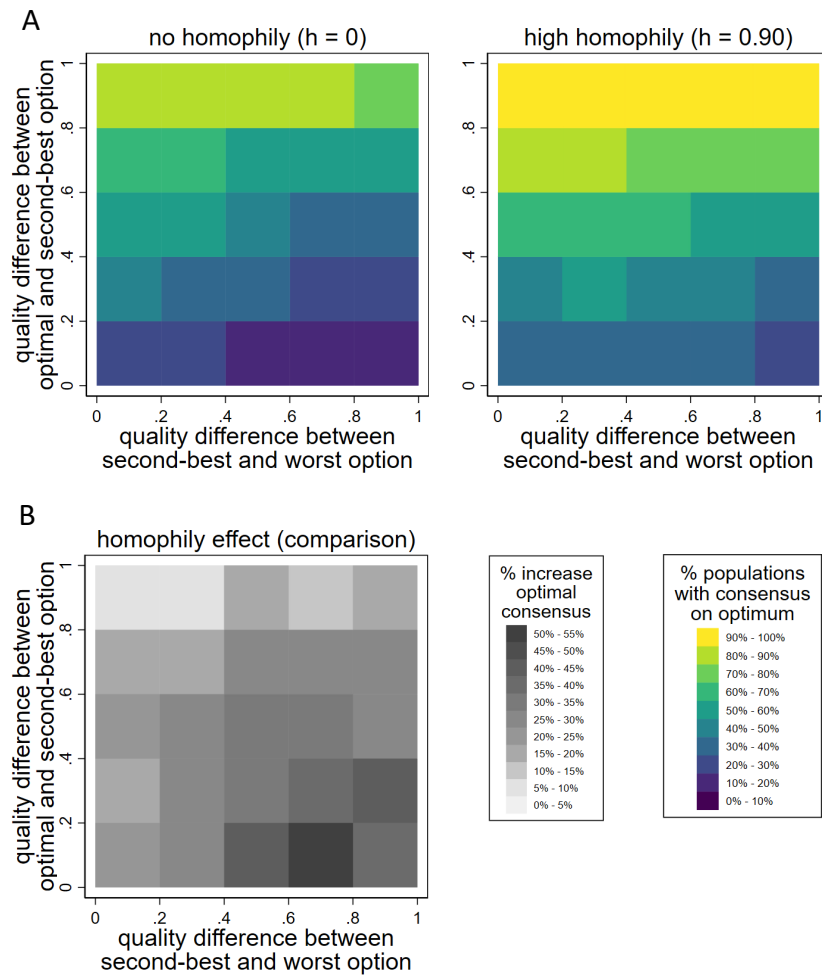 A
no homophily (h = 0)
quality difference between
optimal and second-best option
0 .2 .4 .6 .8 1
0 .2 .4 .6 .8 1
quality difference between
second-best and worst option
high homophily (h = 0.90)
0 .2 .4 .6 .8 1
0 .2 .4 .6 .8 1
quality difference between
second-best and worst option
B
homophily effect (comparison)
quality difference between
optimal and second-best option
0 .2 .4 .6 .8 1
0 .2 .4 .6 .8 1
quality difference between
second-best and worst option
% increase
optimal
consensus
50% - 55%
45% - 50%
40% - 45%
35% - 40%
30% - 35%
25% - 30%
20% - 25%
15% - 20%
10% - 15%
5% - 10%
0% - 5%
% populations
with consensus
on optimum
90% - 100%
80% - 90%
70% - 80%
60% - 70%
50% - 60%
40% - 50%
30% - 40%
20% - 30%
10% - 20%
0% - 10%